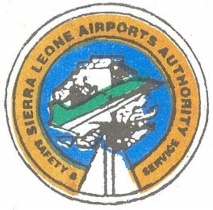 SIERRA LEONE AIRPORTS AUTHORITY
SAFETY & SERVICE